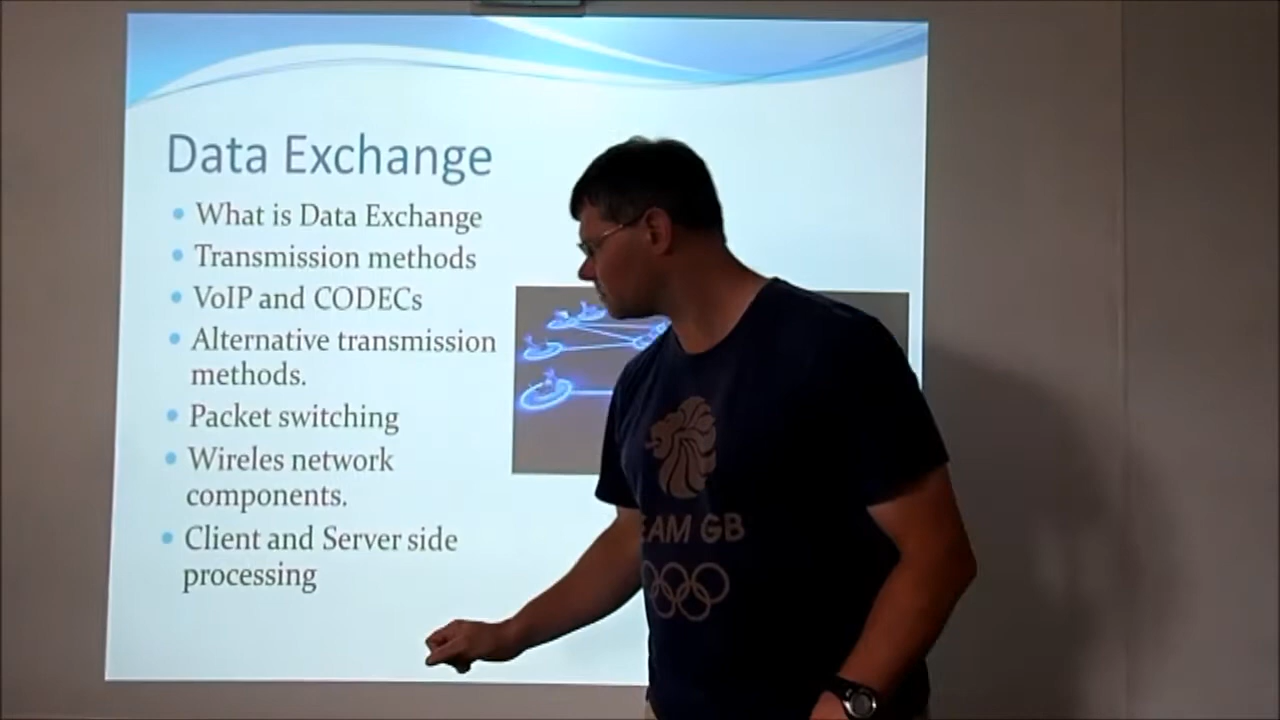 Data Exchange
• What is Data Exchange
• Transmission methods
• VoIP and CODECs
• Alternative transmission
methods.
• Packet switching
• Wireles network
components.
• Client and Server side
processing
EAM GB